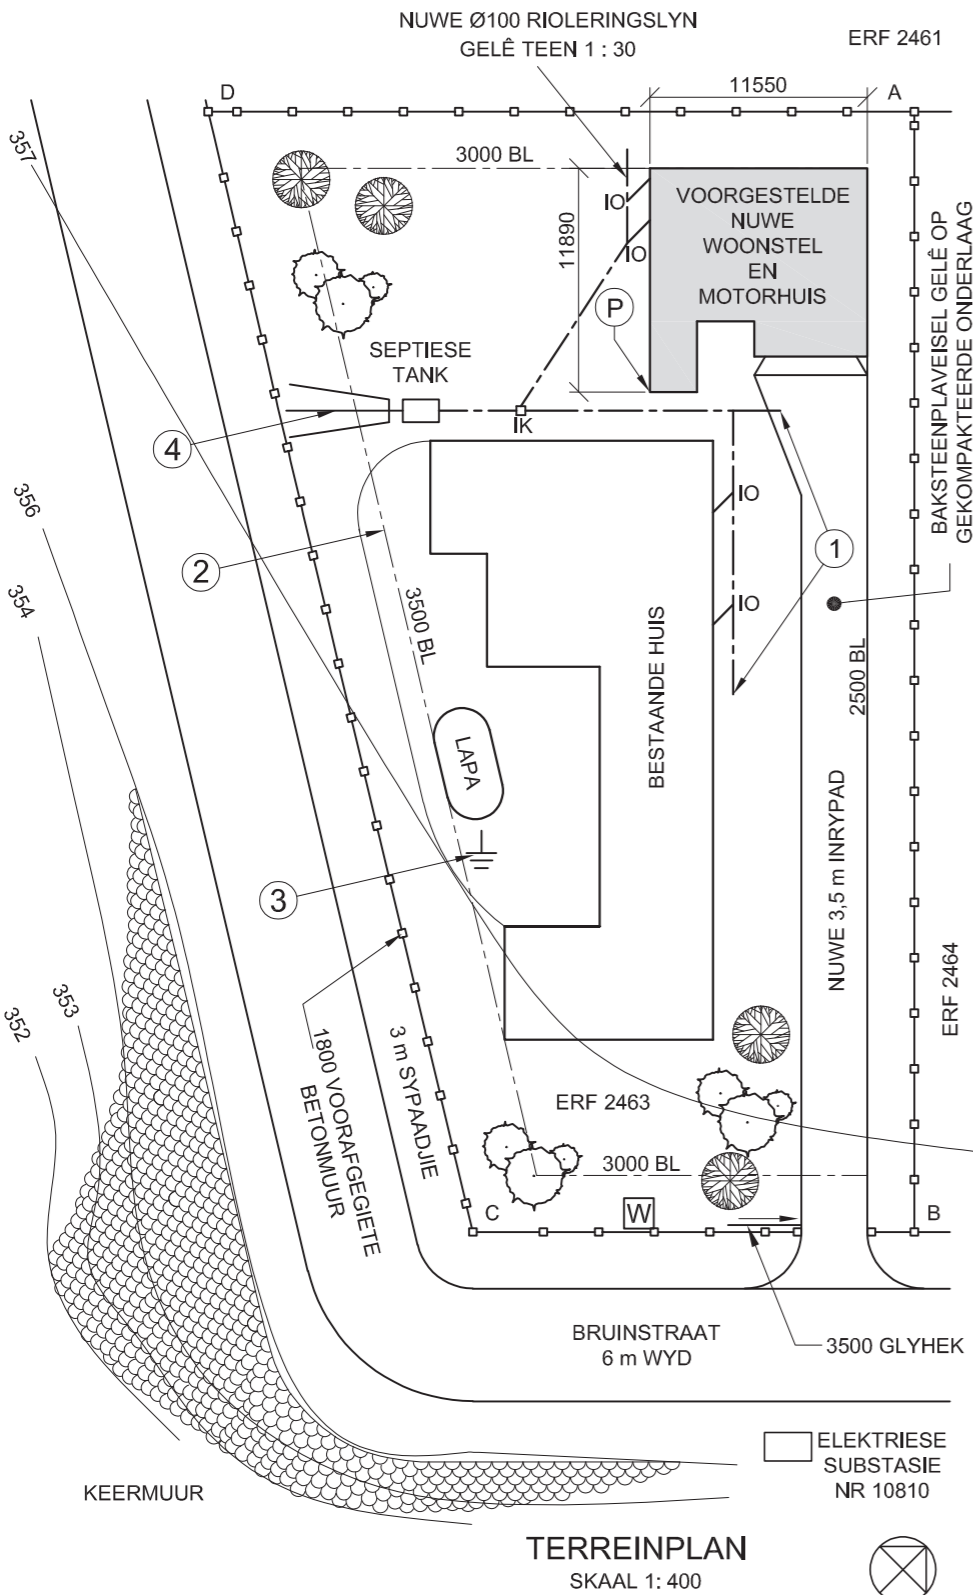 NUWE Ø100 RIOLERINGSLYN
GELÊ TEEN 1 : 30
ERF 2461
D
11550
A
357
3000 BL
IO
IO
11890
VOORGESTELDE
NUWE
WOONSTEL
EN
MOTORHUIS
P
BAKSTEENPLAVEISEL GELÊ OP
GEKOMPAKTEERDE ONDERLAAG
SEPTIESE
TANK
IK
4
356
IO
1
2
354
3500 BL
IO
BESTAANDE HUIS
2500 BL
LAPA
3
NUWE 3,5 m INRYPAD
ERF 2464
353
352
1800 VOORAFGEGIETE
BETONMUUR
3 m SYPAADJIE
ERF 2463
3000 BL
C
W
B
BRUINSTRAAT
6 m WYD
3500 GLYHEK
ELEKTRIESE
SUBSTASIE
NR 10810
KEERMUUR
TERREINPLAN
SKAAL 1: 400